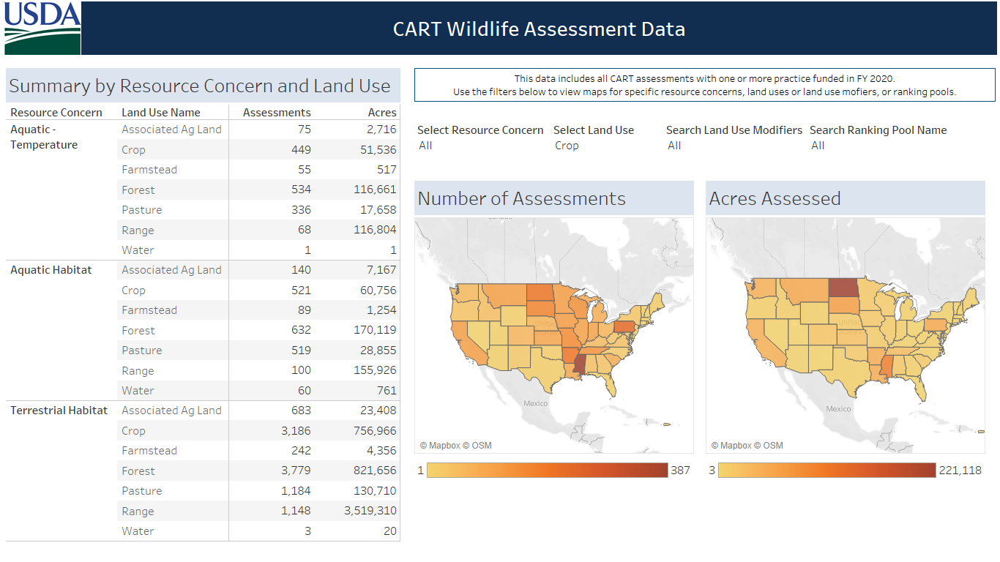 USDA
CART Wildlife Assessment Data
Summary by Resource Concern and Land Use
Resource Concern Land Use Name Assessments Acres
Aquatic - Temperature Associated Ag Land 75 2,716
Crop 449 51,536
Farmstead 55 517
Forest 534 116,661
Pasture 336 17,658
Range 68 116,804
Water 1 1
Aquatic Habitat Associated Ag Land 140 7,167
Crop 521 60,756
Farmstead 89 1,254
Forest 632 170,119
Pasture 519 28,855
Range 100 155,926
Water 60 761
Terrestrial Habitat Associated Ag Land 683 23,408
Crop 3,186 756,966
Farmstead 242 4,356
Forest 3,779 821,656
Pasture 1,184 130,710
Range 1,148 3,519,310
Water 3 20
This data includes all CART assessments with one or more practice funded in FY 2020.
Use the filters below to view maps for specific resource concerns, land uses or land use mofiers, or ranking pools.
Select Resource Concern Select Land Use Search Land Use Modifiers Search Ranking Pool Name
All Crop All All
Number of Assessments
United
Mexico
© Mapbox © OSM
1 387
Acres Assessed
United
States
Mexico
© Mapbox © OSM
3 221,118